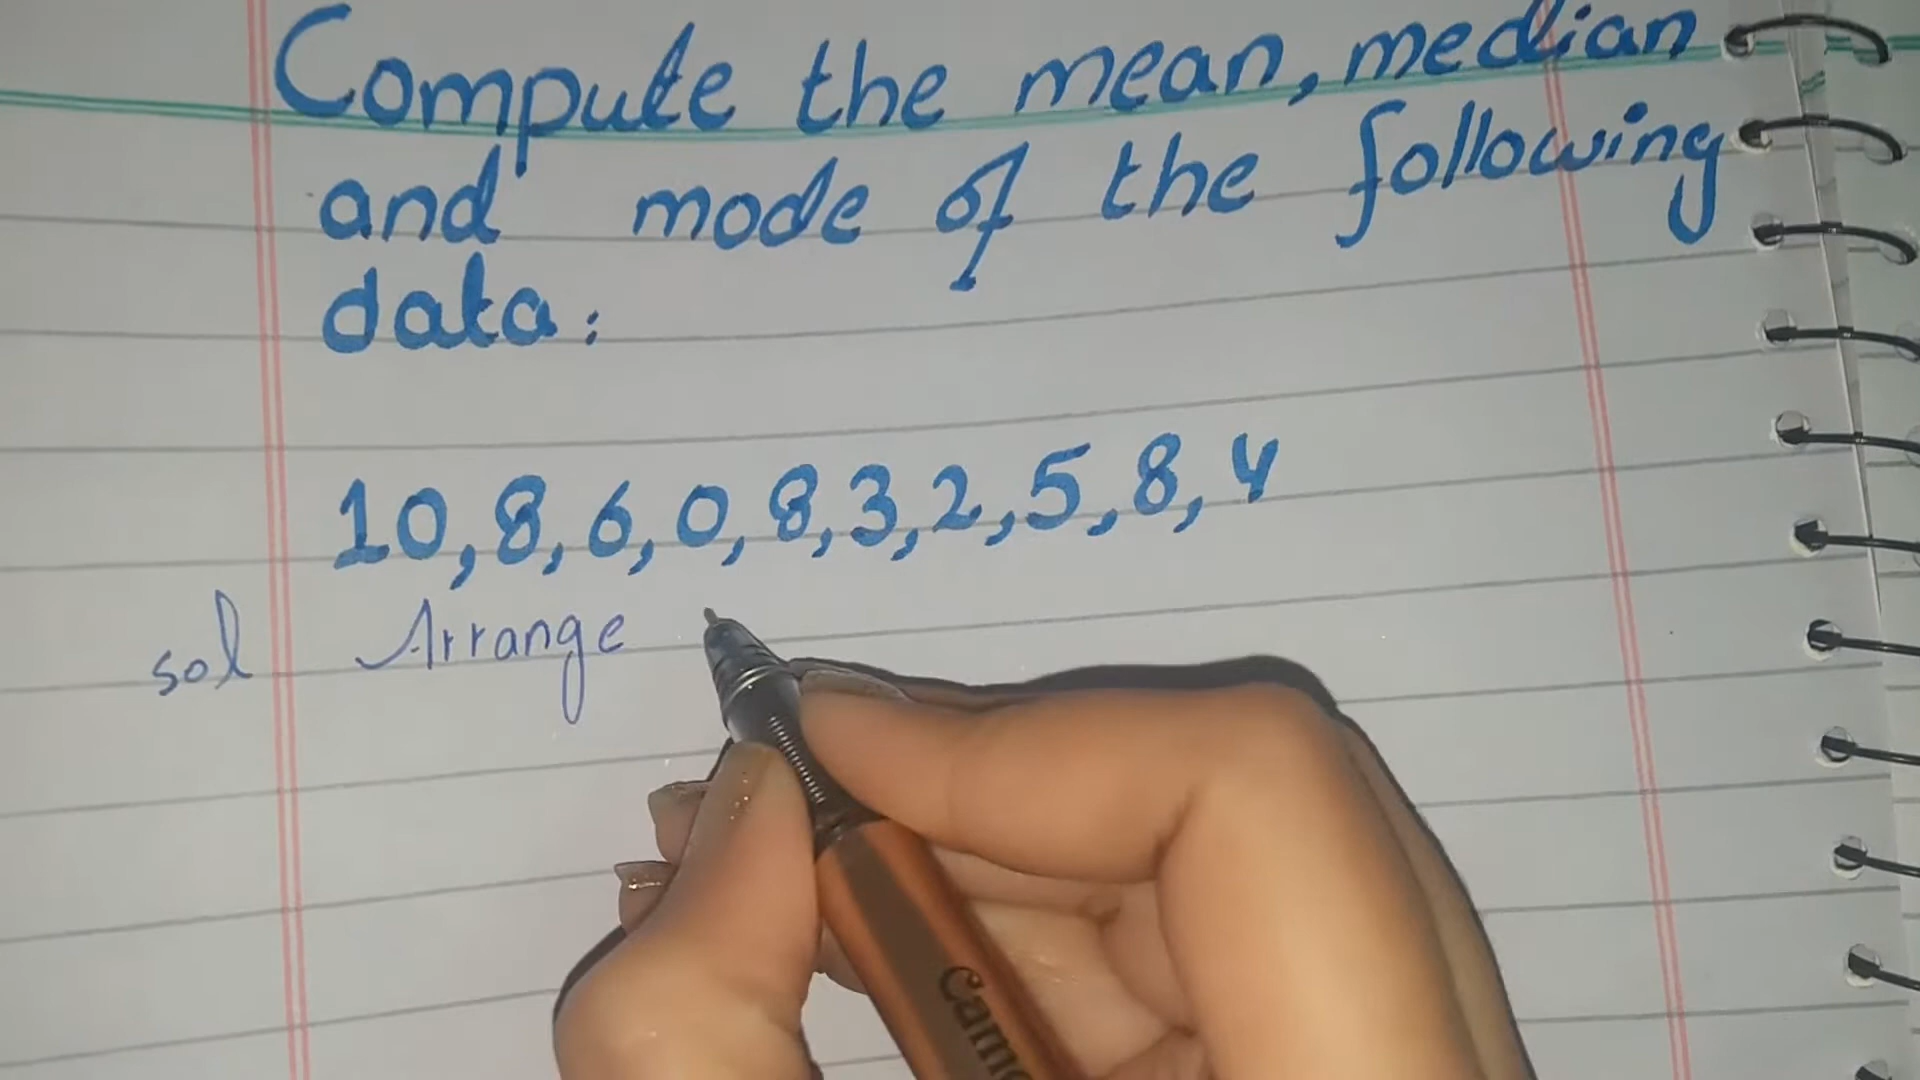 Compute the mean, median
and mode of the following
data:
10,8,6,0,8,3,2,5,8,4
sol Arrange